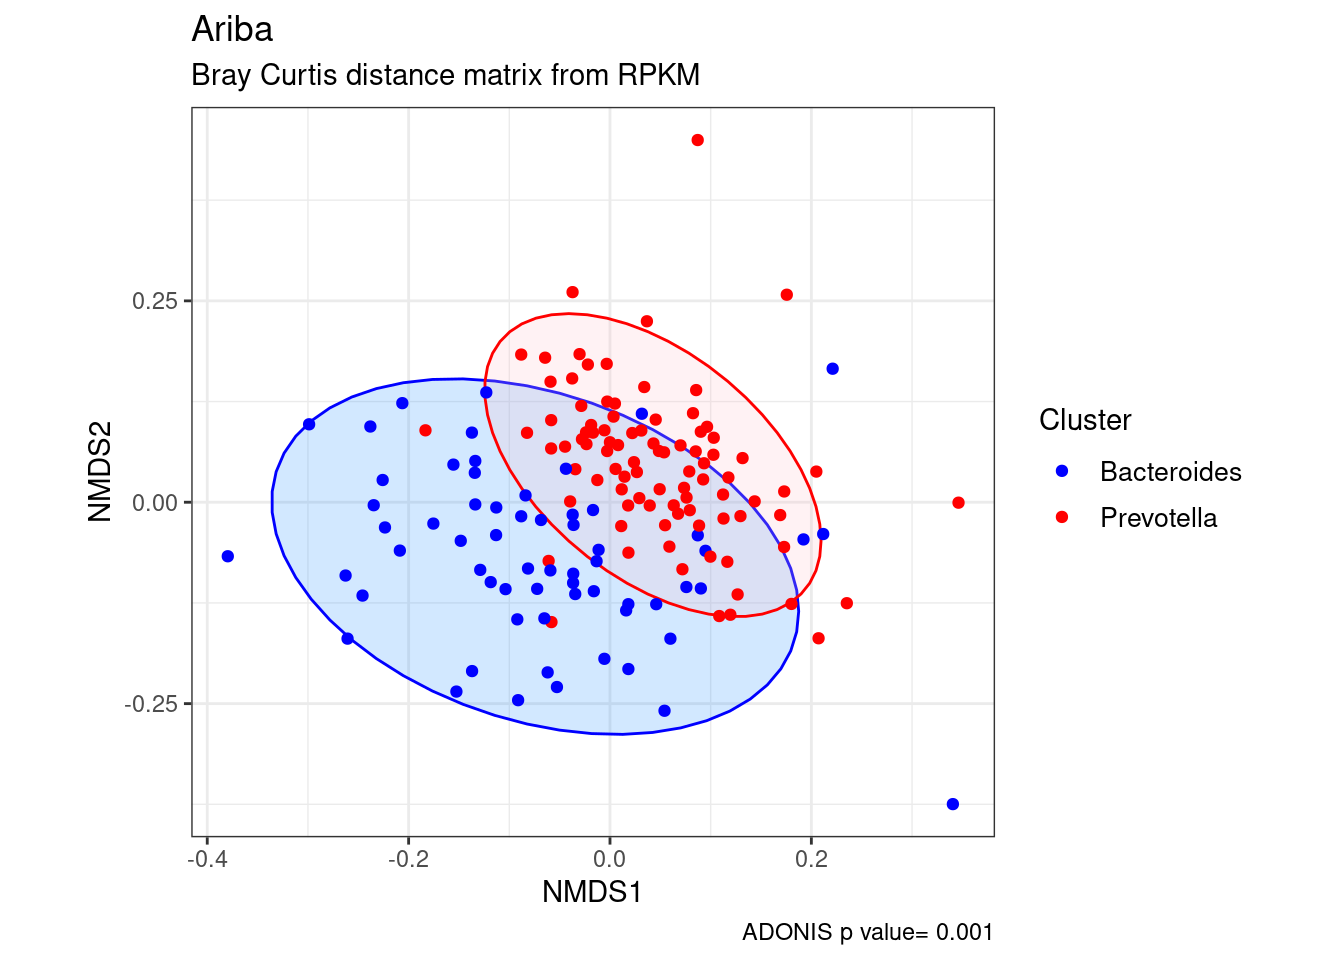 Ariba
Bray Curtis distance matrix from RPKM
NMDS2
0.25
0.00
-0.25
-0.4
-0.2
0.0
0.2
NMDS1
Cluster
Bacteroides
Prevotella
ADONIS p value= 0.001